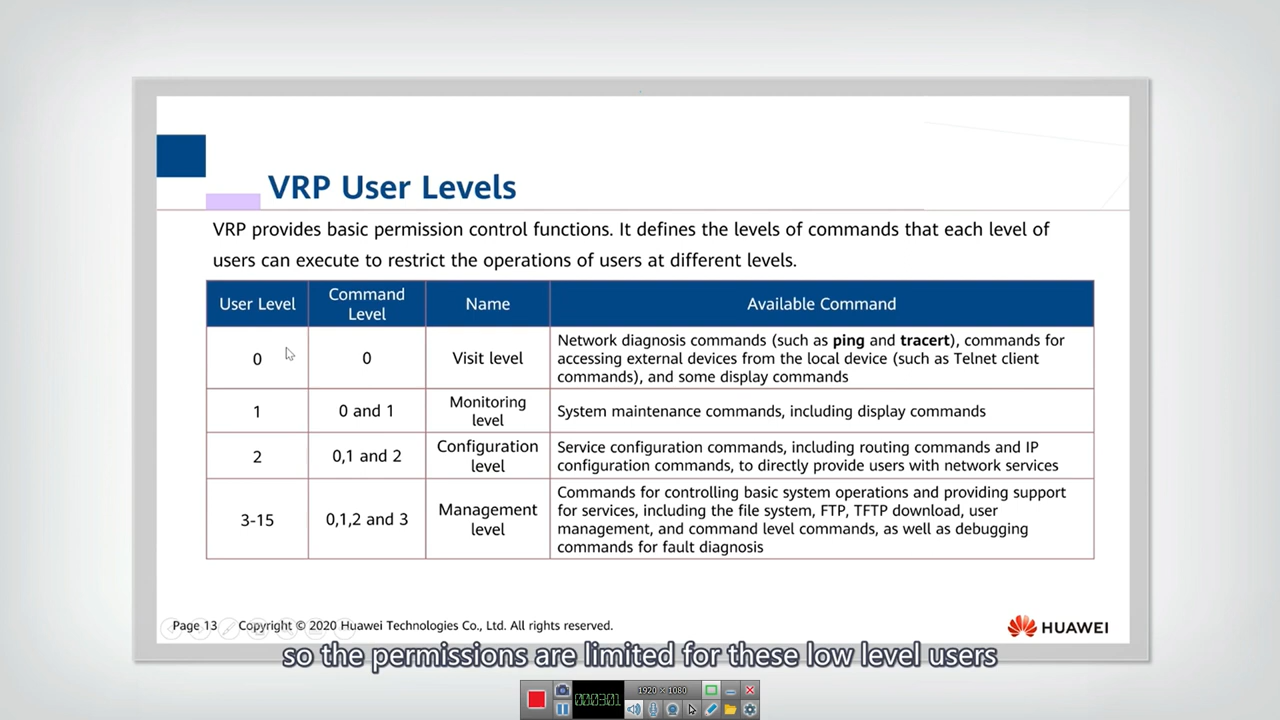 VRP User Levels
VRP provides basic permission control functions. It defines the levels of commands that each level of
users can execute to restrict the operations of users at different levels.
User Level
Command
Level
Name
Available Command
0
0
Visit level
Network diagnosis commands (such as ping and tracert), commands for
accessing external devices from the local device (such as Telnet client
commands), and some display commands
1
0 and 1
Monitoring
level
System maintenance commands, including display commands
2
0,1 and 2
Configuration
level
Service configuration commands, including routing commands and IP
configuration commands, to directly provide users with network services
3-15
0,1,2 and 3
Management
level
Commands for controlling basic system operations and providing support
for services, including the file system, FTP, TFTP download, user
management, and command level commands, as well as debugging
commands for fault diagnosis
Page 13 Copyright © 2020 Huawei Technologies Co., Ltd. All rights reserved.
HUAWEI
so the permissions are limited for these low level users
000301
1920 × 1080